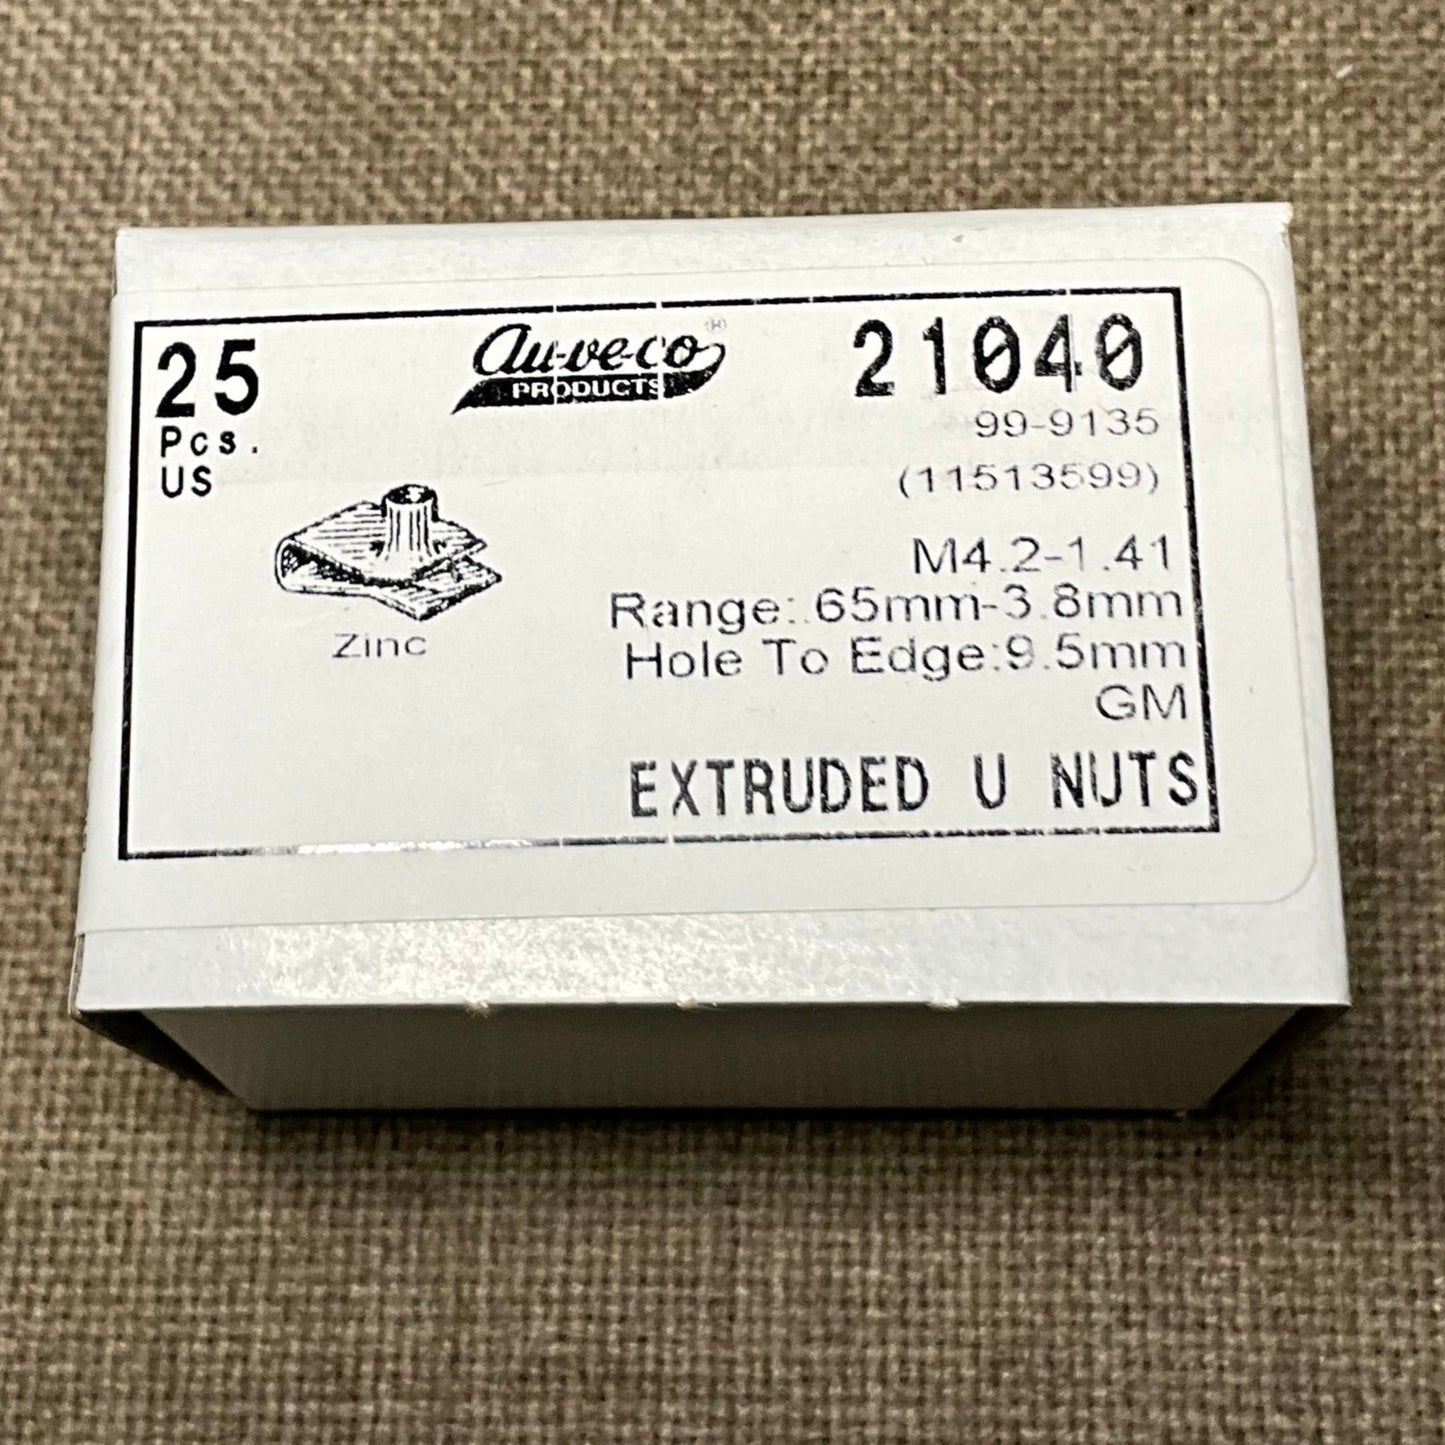 25
Pcs.
US
au-ve-co®
PRODUCTS
21040
99-9135
(11513599)
M4.2-1.41
Range:.65mm-3.8mm
Hole To Edge:9.5mm
GM
Zinc
EXTRUDED U NUTS